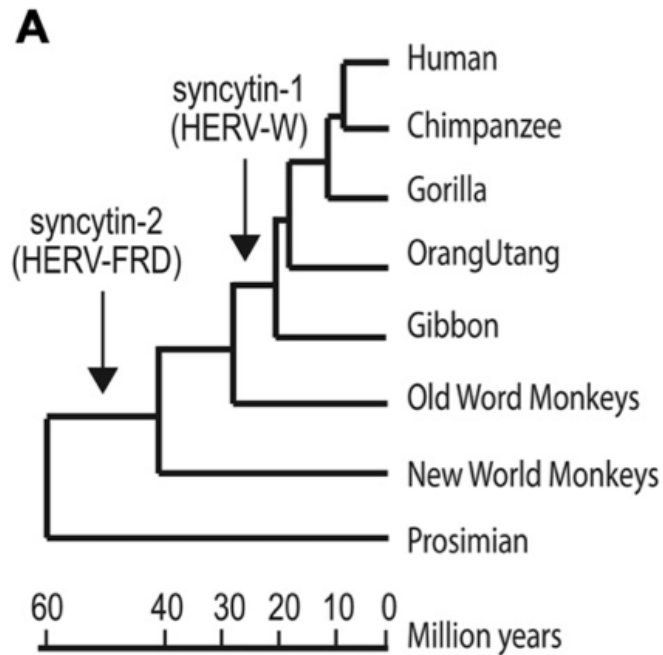 A
syncytin-1
(HERV-W)
syncytin-2
(HERV-FRD)
Human
Chimpanzee
Gorilla
OrangUtang
Gibbon
Old Word Monkeys
New World Monkeys
Prosimian
60 40 30 20 10 0
Million years